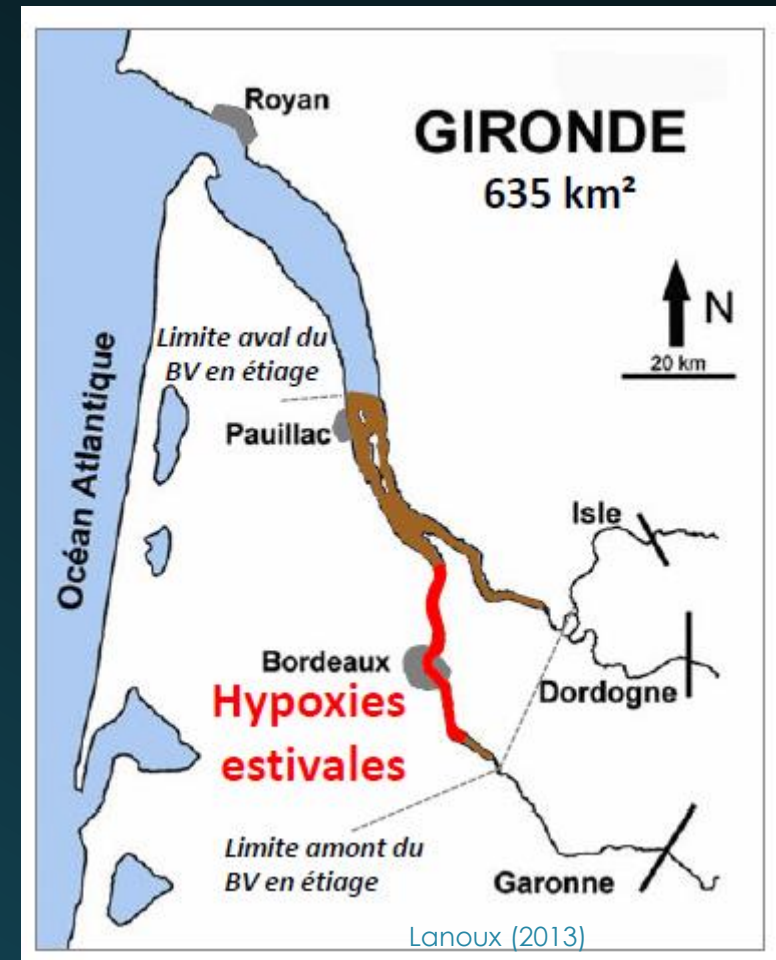 Royan
GIRONDE
635 km²
N
20 km
Limite aval du
BV en étiage
Océan Atlantique
Pauillac
Isle
Bordeaux
Dordogne
Hypoxies
estivales
Limite amont du
BV en étiage
Garonne
Lanoux (2013)